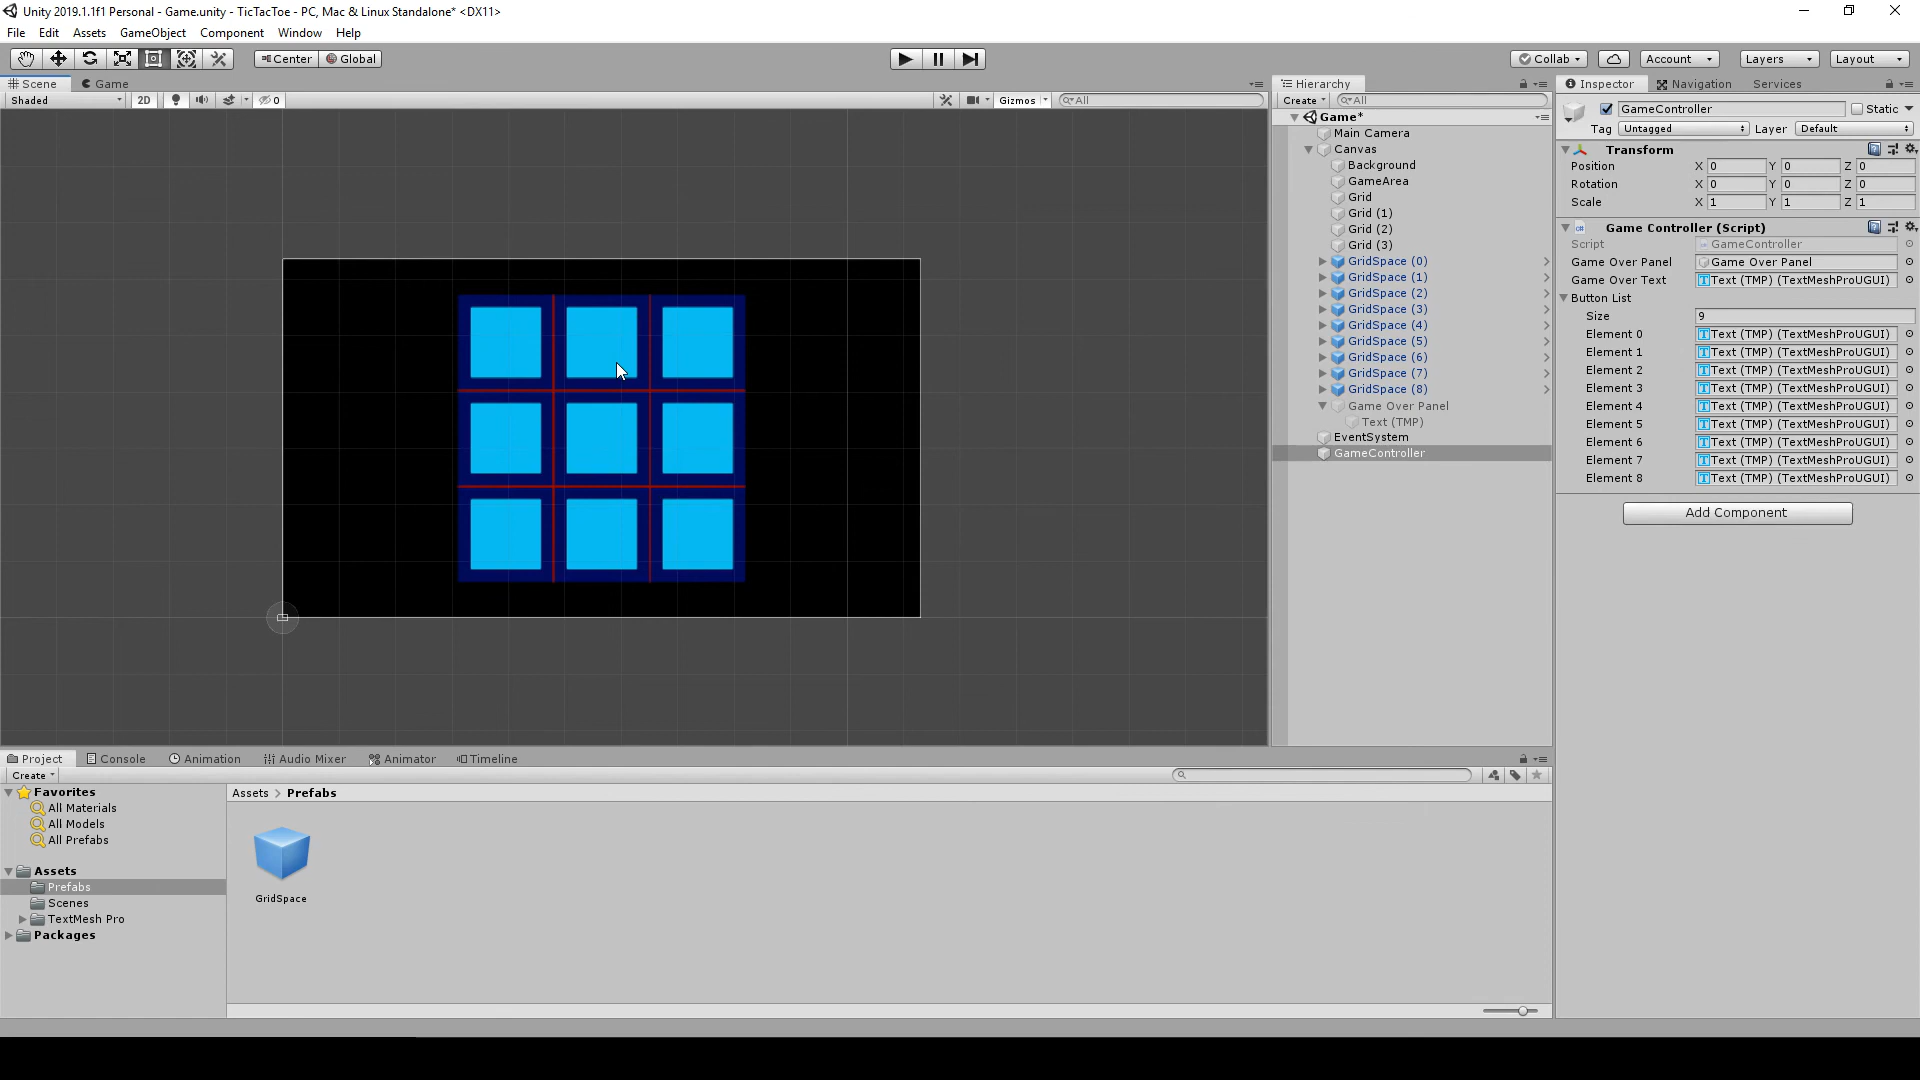 Unity 2019.1.1f1 Personal - Game.unity - TicTacToe - PC, Mac & Linux Standalone* <DX11>
File Edit Assets GameObject Component Window Help
Center Global Collab Account Layers Layout
Scene Game
Shaded 2D 0 Gizmos All
Hierarchy
Create All
Game*
Main Camera
Canvas
Background
GameArea
Grid
Grid (1)
Grid (2)
Grid (3)
GridSpace (0)
GridSpace (1)
GridSpace (2)
GridSpace (3)
GridSpace (4)
GridSpace (5)
GridSpace (6)
GridSpace (7)
GridSpace (8)
Game Over Panel
Text (TMP)
EventSystem
GameController
Inspector Navigation Services
GameController Static
Tag Untagged Layer Default
Transform
Position X 0 Y 0 Z 0
Rotation X 0 Y 0 Z 0
Scale X 1 Y 1 Z 1
Game Controller (Script)
Script GameController
Game Over Panel Game Over Panel
Game Over Text Text (TMP) (TextMeshProUGUI)
Button List
Size 9
Element 0 Text (TMP) (TextMeshProUGUI)
Element 1 Text (TMP) (TextMeshProUGUI)
Element 2 Text (TMP) (TextMeshProUGUI)
Element 3 Text (TMP) (TextMeshProUGUI)
Element 4 Text (TMP) (TextMeshProUGUI)
Element 5 Text (TMP) (TextMeshProUGUI)
Element 6 Text (TMP) (TextMeshProUGUI)
Element 7 Text (TMP) (TextMeshProUGUI)
Element 8 Text (TMP) (TextMeshProUGUI)
Add Component
Project Console Animation Audio Mixer Animator Timeline
Create
Favorites
All Materials
All Models
All Prefabs
Assets
Prefabs
Scenes
TextMesh Pro
Packages
Assets > Prefabs
GridSpace